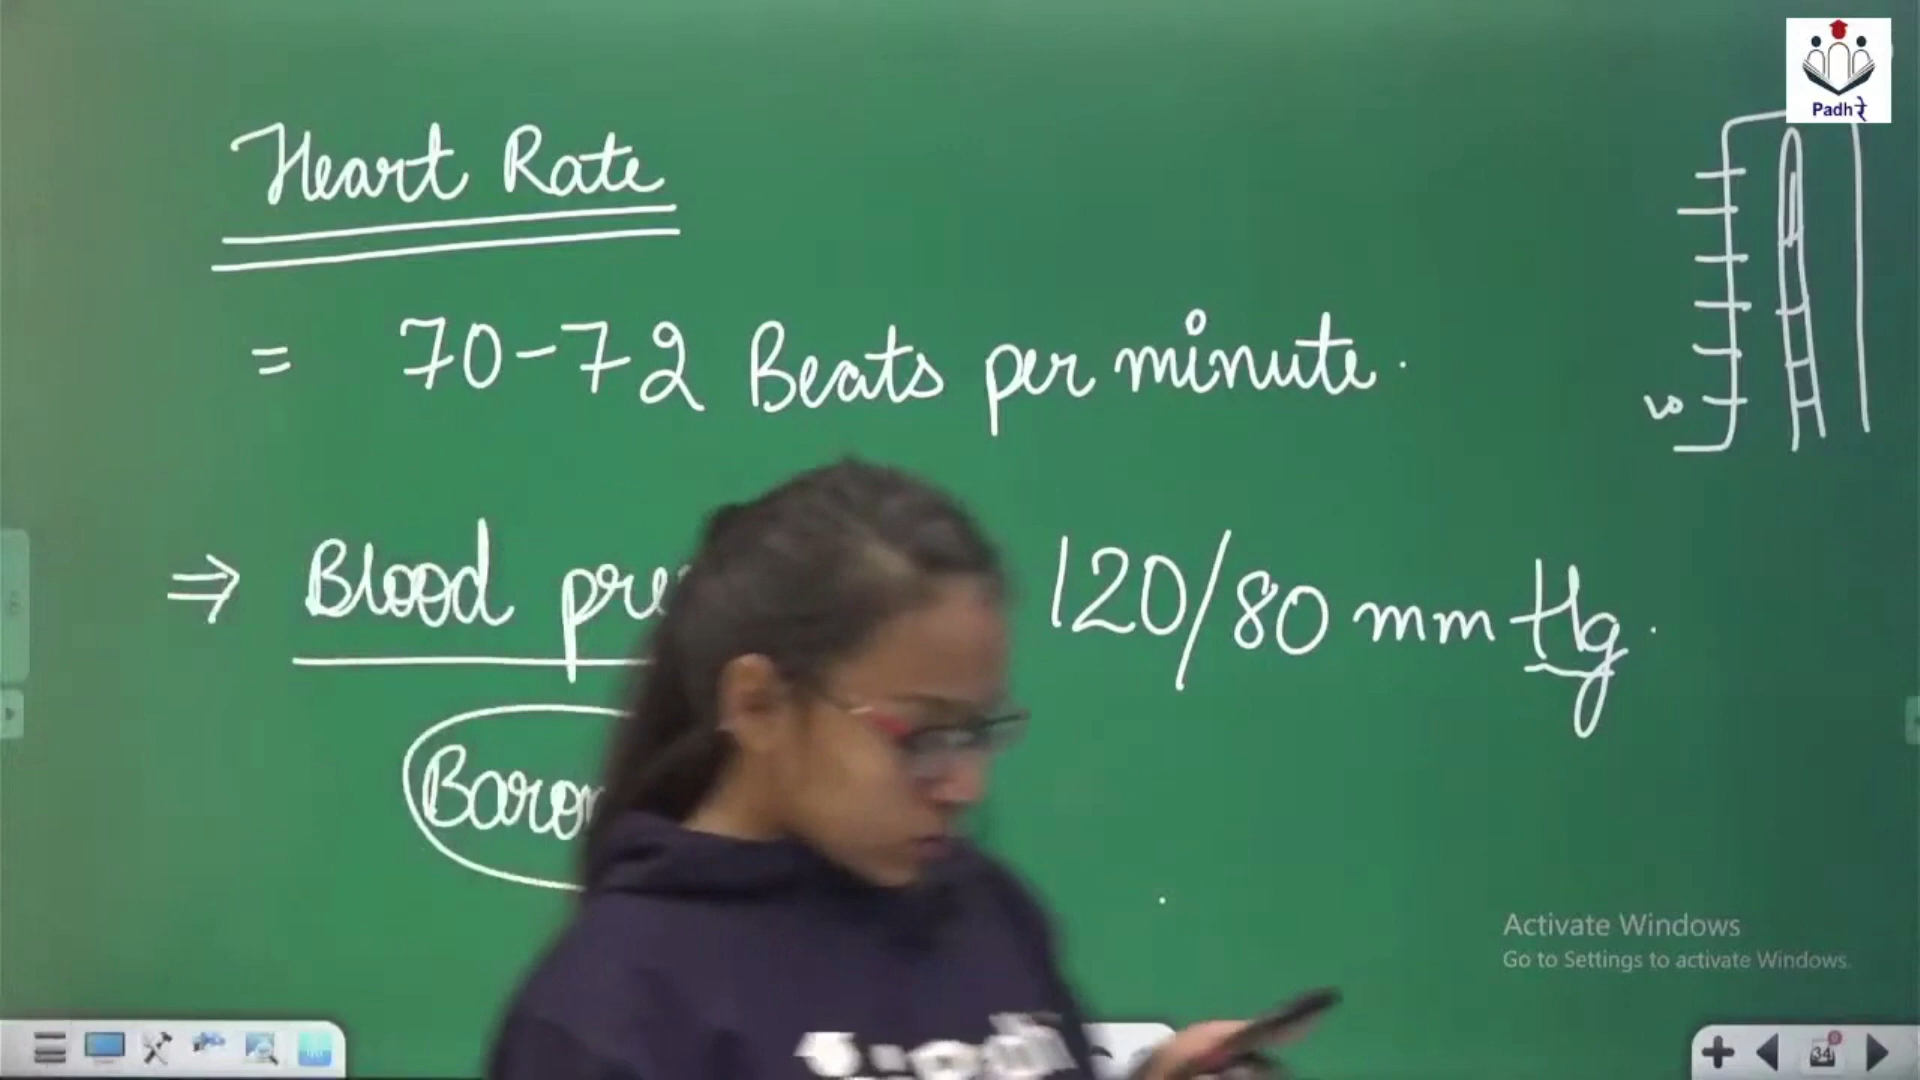 Padhरे
Heart Rate
= 70-72 Beats per minute.
10
⇒ Blood pre 120/80 mm Hg.
Baro
Activate Windows
Go to Settings to activate Windows.
34